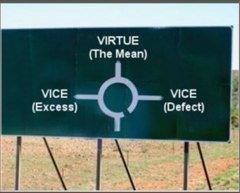 VIRTUE
(The Mean)
VICE
(Excess)
VICE
(Defect)